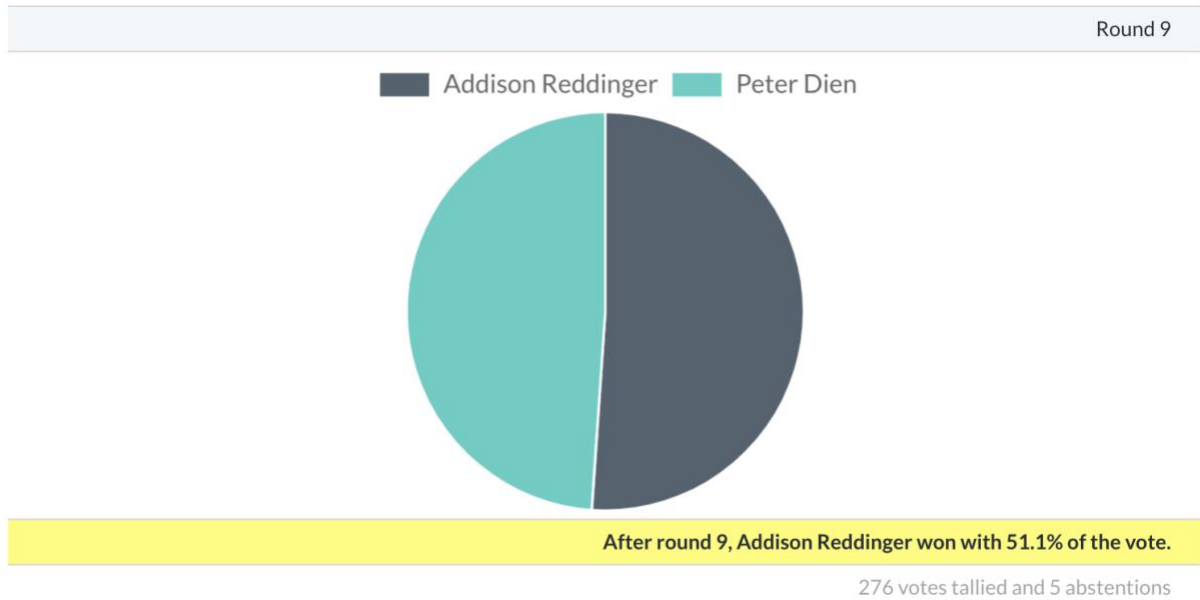 Round 9
Addison Reddinger Peter Dien
After round 9, Addison Reddinger won with 51.1% of the vote.
276 votes tallied and 5 abstentions